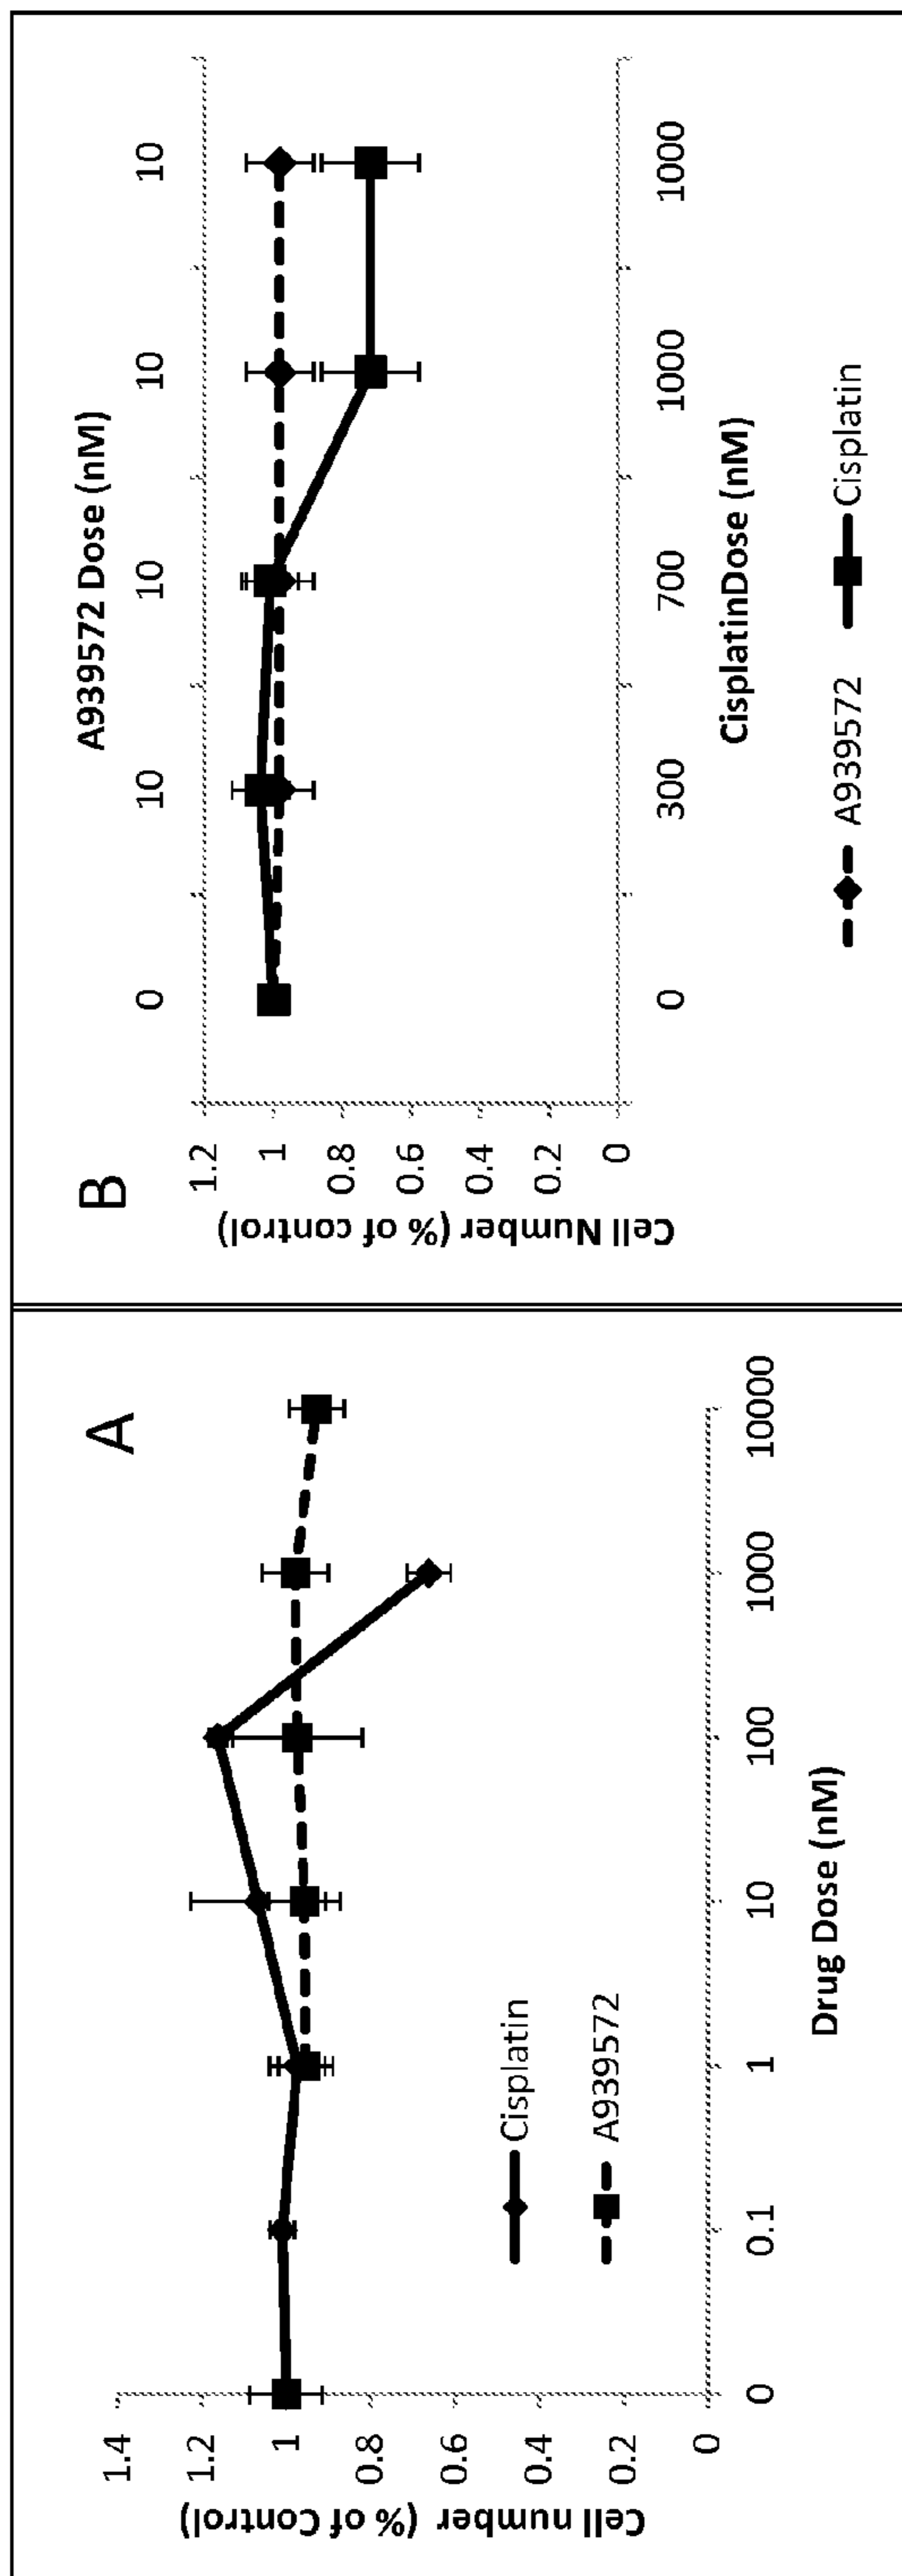 A
Cell number (% of Control)
1.4
1.2
1
0.8
0.6
0.4
0.2
0
Cisplatin
A939572
0 0.1 1 10 100 1000 10000
Drug Dose (nM)
B
A939572 Dose (nM)
0 10 10 10 10
Cell Number (% of control)
1.2
1
0.8
0.6
0.4
0.2
0
0 300 700 1000 1000
CisplatinDose (nM)
A939572 Cisplatin